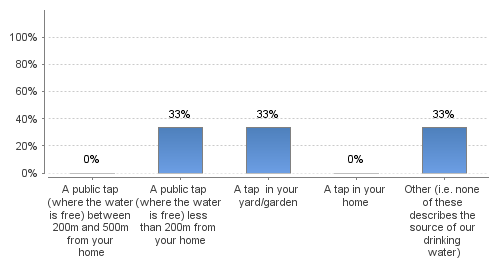 100%
80%
60%
40%
20%
0%
0%
33%
33%
0%
33%
A public tap
(where the water
is free) between
200m and 500m
from your
home
A public tap
(where the water
is free) less
than 200m from
your home
A tap  in your
yard/garden
A tap in your
home
Other (i.e. none
of these
describes the
source of our
drinking
water)